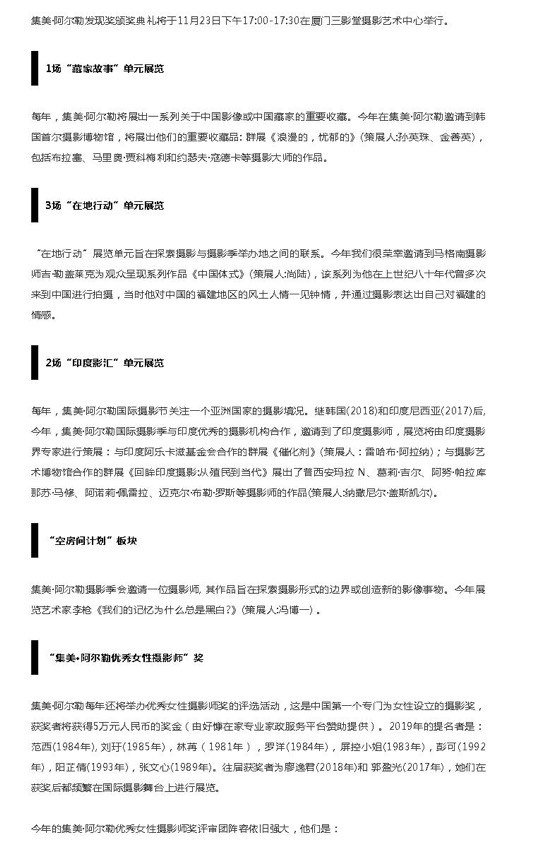 集美·阿尔勒发现奖颁奖典礼将于11月23日下午17:00-17:30在厦门三影堂摄影艺术中心举行。
1场“藏家故事”单元展览
每年，集美·阿尔勒将展出一系列关于中国影像或中国藏家的重要收藏。今年在集美·阿尔勒邀请到韩
国首尔摄影博物馆，将展出他们的重要收藏品: 群展《浪漫的，忧郁的》(策展人:孙英珠、金善英)，
包括布拉塞、马里奥·贾科梅利和约瑟夫·寇德卡等摄影大师的作品。
3场“在地行动”单元展览
“在地行动”展览单元旨在探索摄影与摄影季举办地之间的联系。今年我们很荣幸邀请到马格南摄影
师吉·勒盖莱克为观众呈现系列作品《中国体式》(策展人:尚陆)，该系列为他在上世纪八十年代曾多次
来到中国进行拍摄，当时他对中国的福建地区的风土人情一见钟情，并通过摄影表达出自己对福建的
情感。
2场“印度影汇”单元展览
每年，集美·阿尔勒国际摄影节关注一个亚洲国家的摄影境况。继韩国(2018)和印度尼西亚(2017)后,
今年，集美·阿尔勒国际摄影季与印度优秀的摄影机构合作，邀请到了印度摄影师，展览将由印度摄影
界专家进行策展：与印度阿乐卡滋基金会合作的群展《催化剂》(策展人：雷哈布·阿拉纳)；与摄影艺
术博物馆合作的群展《回眸印度摄影:从殖民到当代》展出了普西安玛拉 N、葛莉·吉尔、阿努·帕拉库
那苏·马修、阿诺莉·佩雷拉、迈克尔·布勒·罗斯等摄影师的作品(策展人:纳撒尼尔·盖斯凯尔)。
“空房间计划”板块
集美·阿尔勒摄影季会邀请一位摄影师, 其作品旨在探索摄影形式的边界或创造新的影像事物。今年展
览艺术家李枪《我们的记忆为什么总是黑白?》(策展人:冯博一) 。
“集美·阿尔勒优秀女性摄影师”奖
集美·阿尔勒每年还将举办优秀女性摄影师奖的评选活动，这是中国第一个专门为女性设立的摄影奖，
获奖者将获得5万元人民币的奖金（由好慷在家专业家政服务平台赞助提供）。2019年的提名者是：
范西(1984年), 刘玗(1985年)，林苒（1981年），罗洋(1984年)，屏控小姐(1983年)，彭可(1992
年)，阳芷倩(1993年)，张文心(1989年)。往届获奖者为廖逸君(2018年)和 郭盈光(2017年)，她们在
获奖后都频繁在国际摄影舞台上进行展览。
今年的集美·阿尔勒优秀女性摄影师奖评审团阵容依旧强大，他们是：